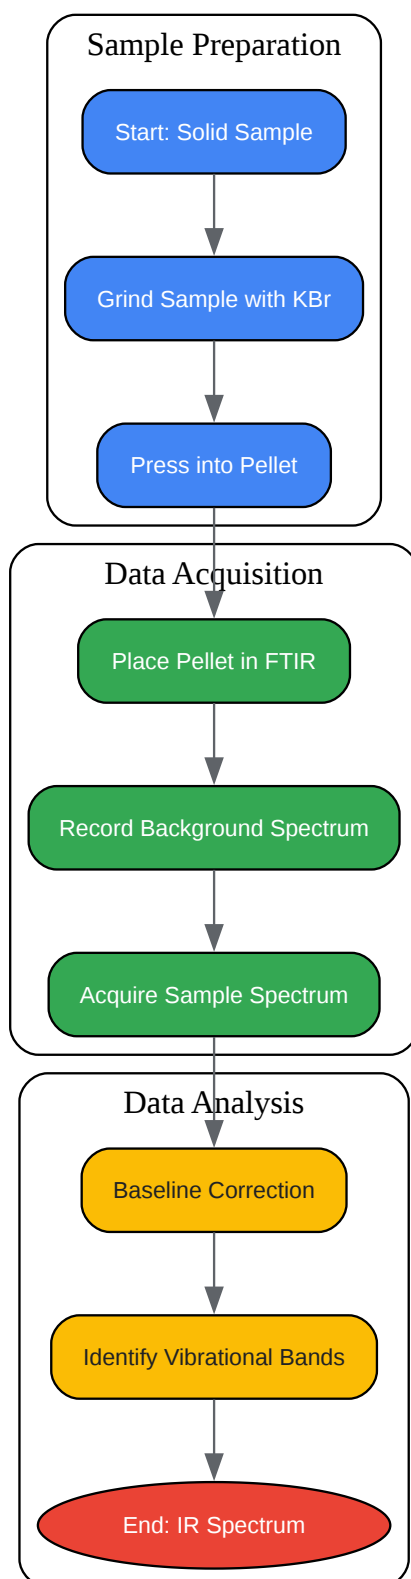 Sample Preparation
Start: Solid Sample
Grind Sample with KBr
Press into Pellet
Data Acquisition
Place Pellet in FTIR
Record Background Spectrum
Acquire Sample Spectrum
Data Analysis
Baseline Correction
Identify Vibrational Bands
End: IR Spectrum